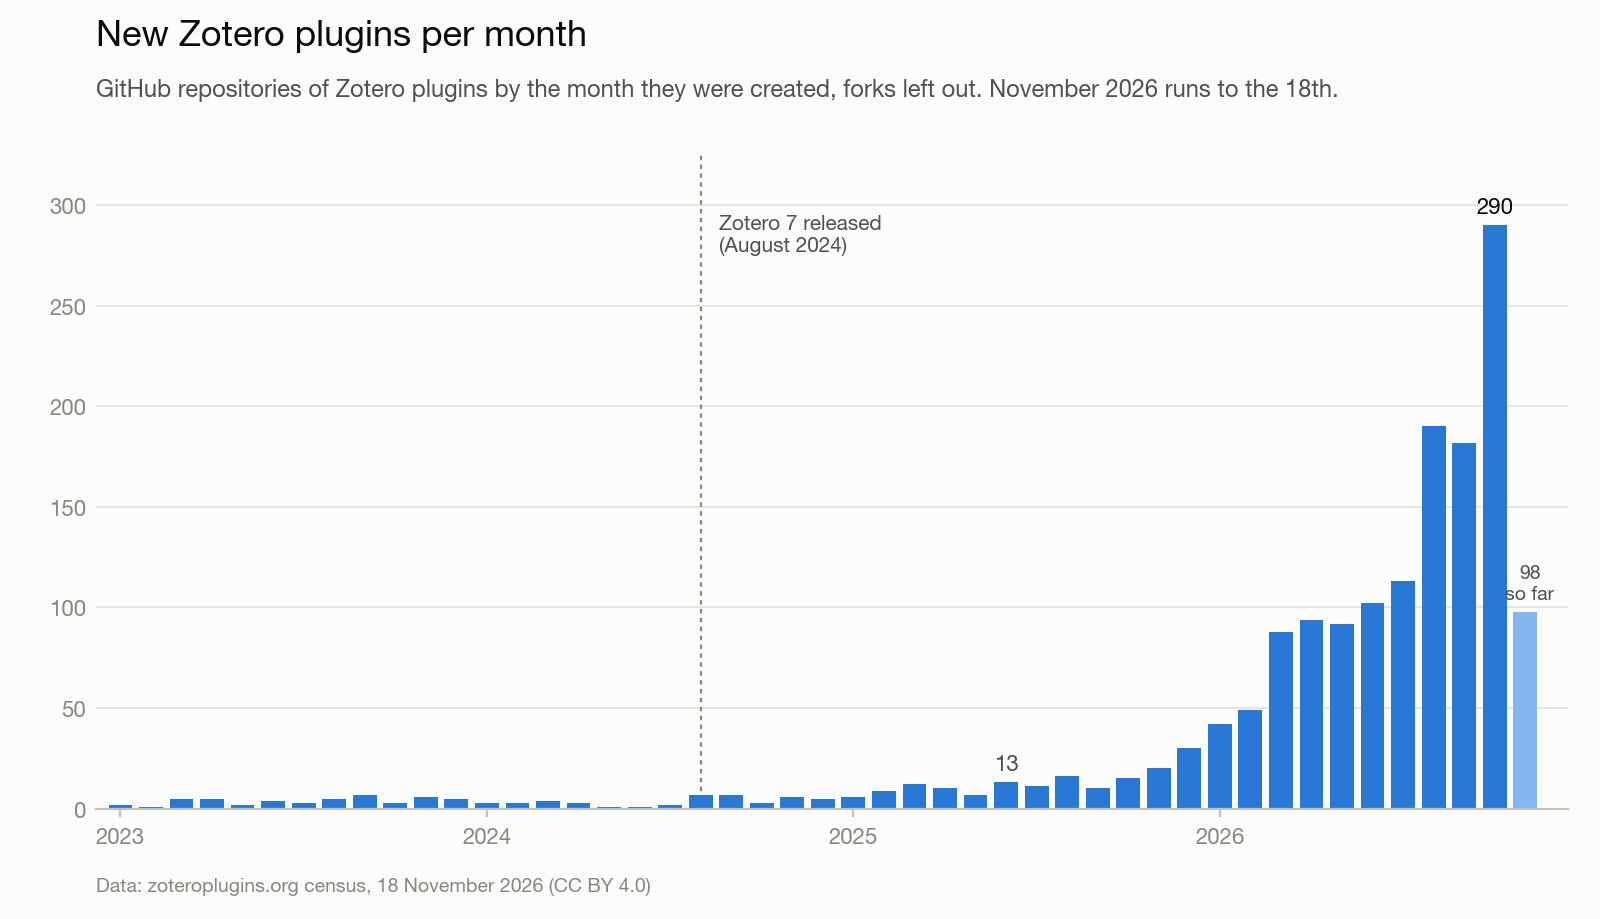 New Zotero plugins per month
GitHub repositories of Zotero plugins by the month they were created, forks left out. November 2026 runs to the 18th.
300
290
Zotero 7 released
(August 2024)
250
200
150
98
so far
100
50
13
0
2023
2024
2025
2026
Data: zoteroplugins.org census, 18 November 2026 (CC BY 4.0)